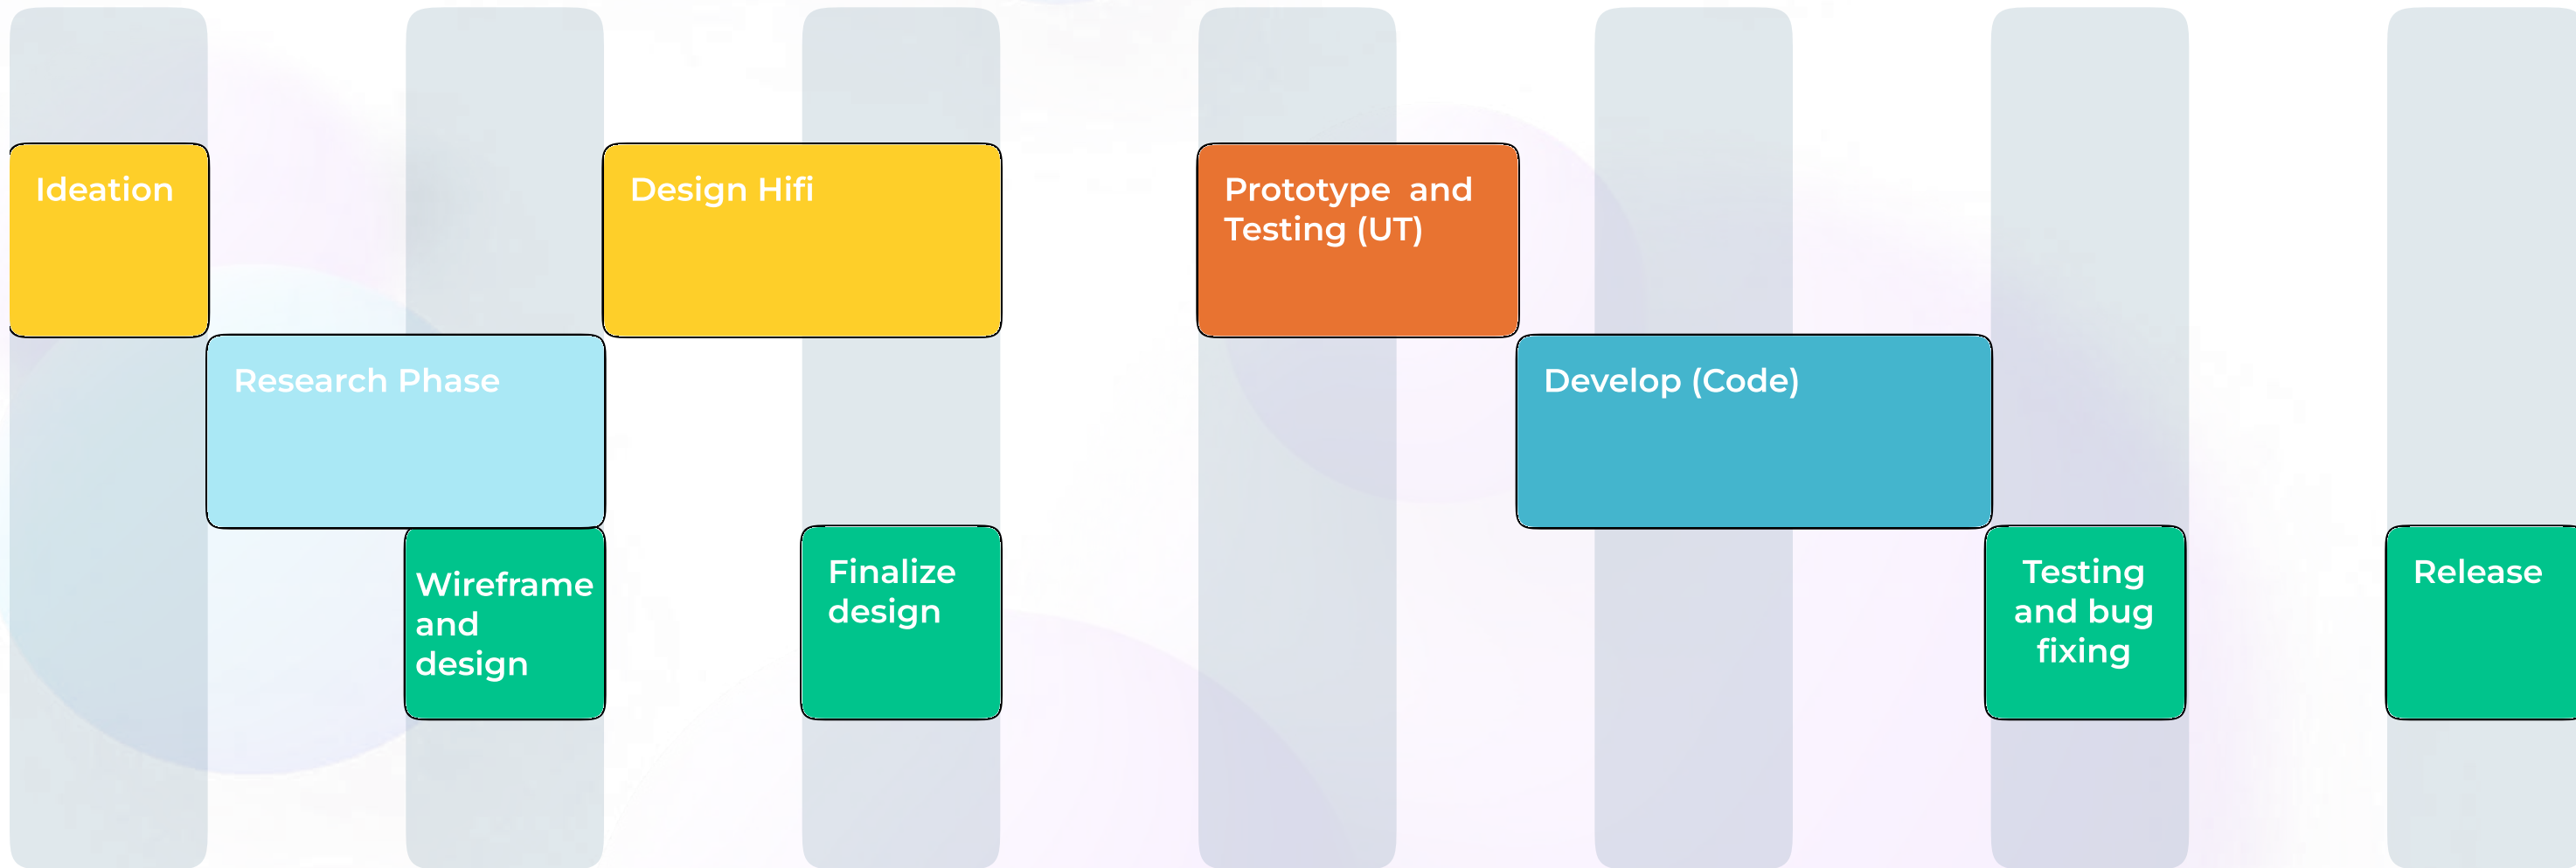 Ideation
Design Hifi
Prototype and
Testing (UT)
Research Phase
Develop (Code)
Wireframe
and
design
Finalize
design
Testing
and bug
fixing
Release